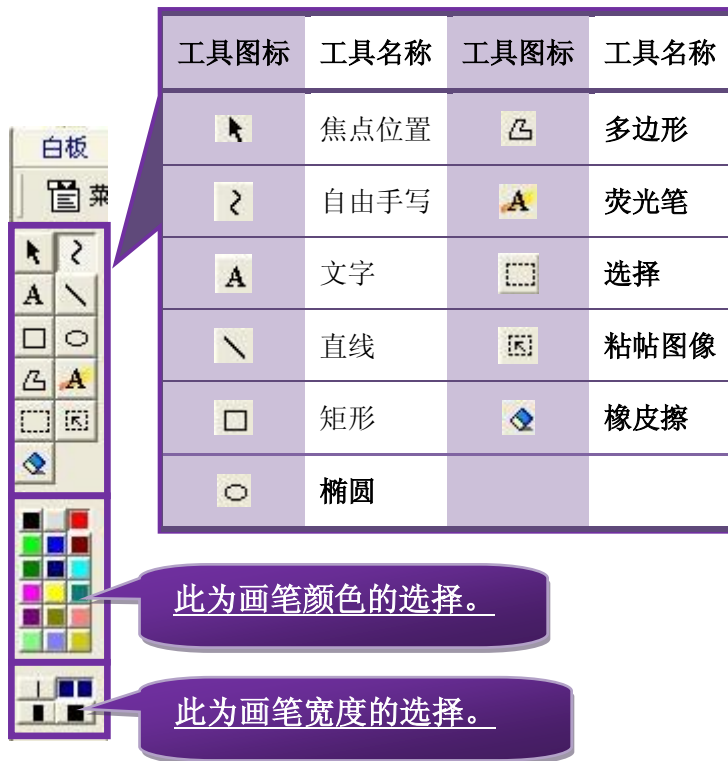 工具图标 工具名称 工具图标 工具名称
焦点位置 多边形
自由手写 A 荧光笔
A 文字 选择
直线 粘帖图像
矩形 橡皮擦
椭圆
白板
菜
A
A
此为画笔颜色的选择。
此为画笔宽度的选择。